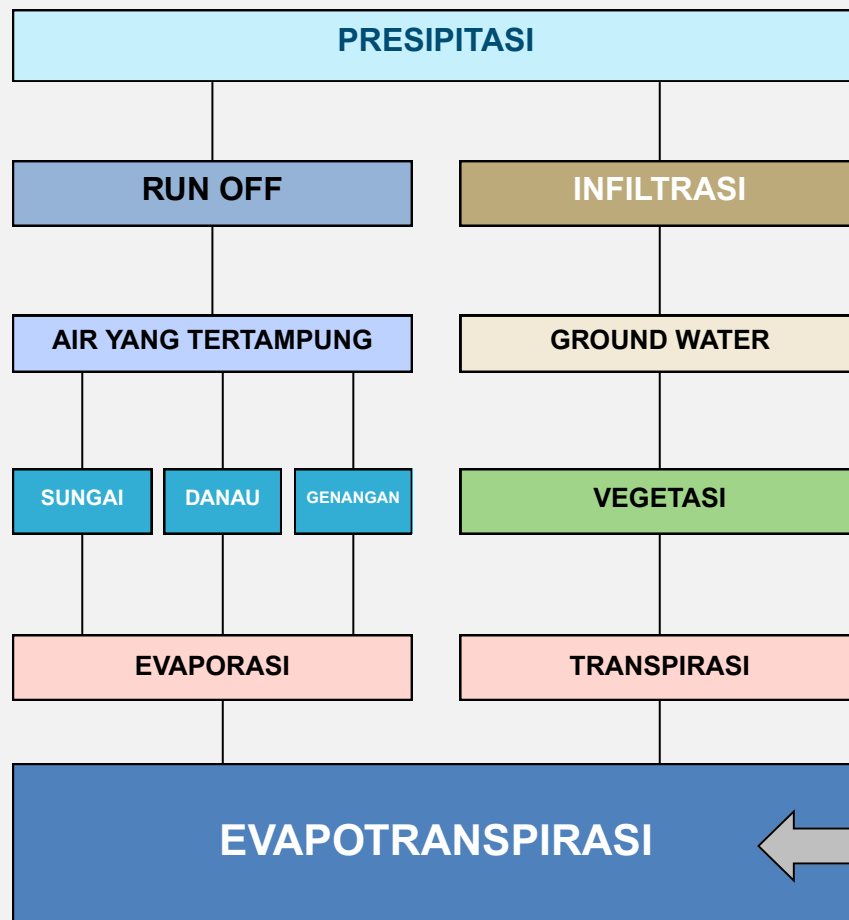 PRESIPITASI
RUN OFF
INFILTRASI
AIR YANG TERTAMPUNG
GROUND WATER
SUNGAI
DANAU
GENANGAN
VEGETASI
EVAPORASI
TRANSPIRASI
EVAPOTRANSPIRASI